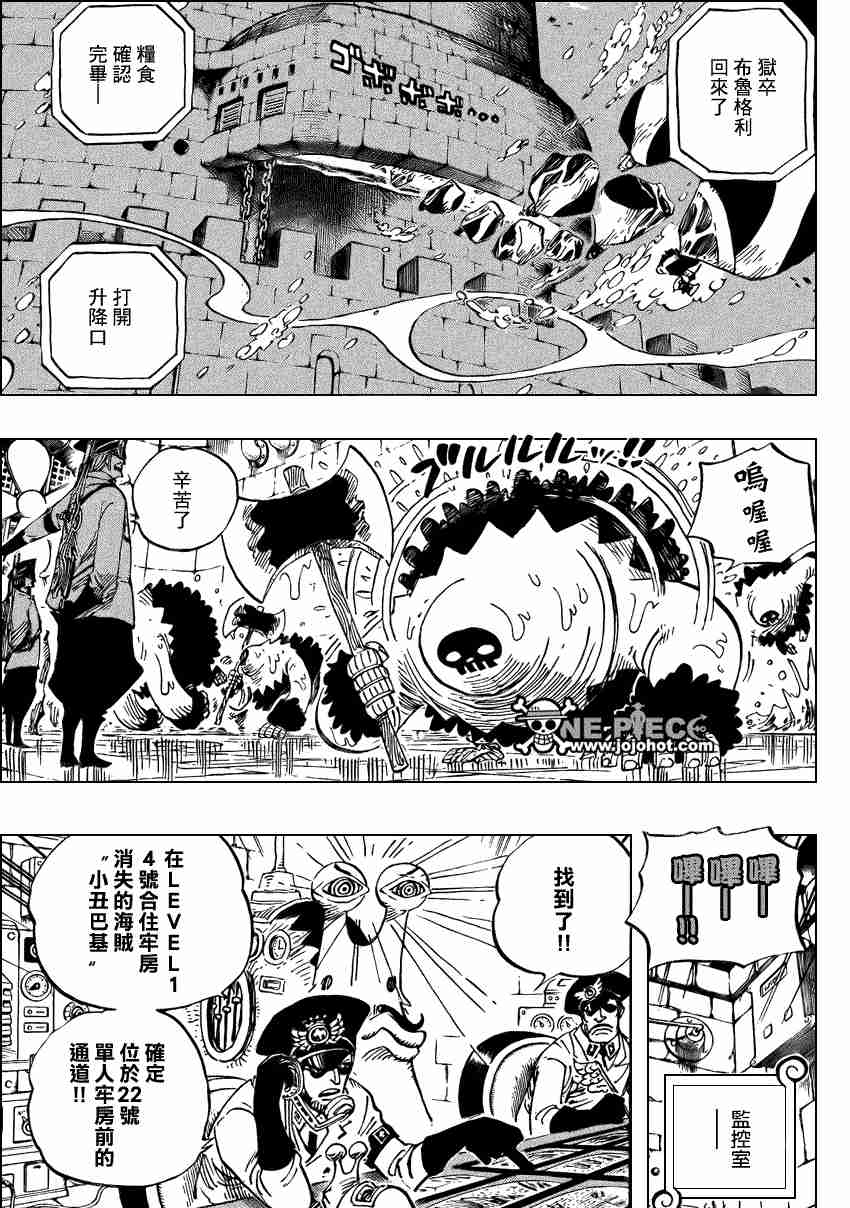 獄卒
布魯格利
回來了
糧食
確認
完畢—
ゴギギギ…
打開
升降口
嗚喔喔
ブルルルルッ!!
辛苦了
ONE PIECE
www.jojohot.com
嗶—嗶—嗶—!!
監控室—
找到了!!
在LEVEL1
4號合住牢房
消失的海賊
〝小丑巴基〞
確定
位於22號
單人牢房前的
通道!!